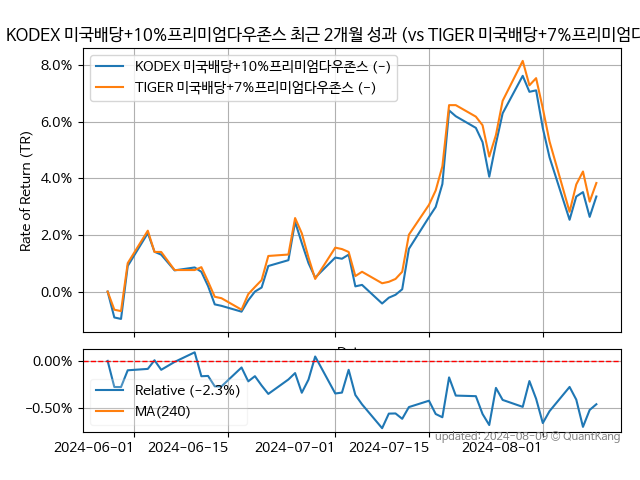 KODEX 미국배당+10%프리미엄다우존스 최근 2개월 성과 (vs TIGER 미국배당+7%프리미엄다
8.0%
6.0%
4.0%
2.0%
0.0%
Rate of Return (TR)
KODEX 미국배당+10%프리미엄다우존스 (-)
TIGER 미국배당+7%프리미엄다우존스 (-)
0.00%
−0.50%
Relative (−2.3%)
MA(240)
updated: 2024-08-09 © QuantKang
2024-06-01
2024-06-15
2024-07-01
2024-07-15
2024-08-01